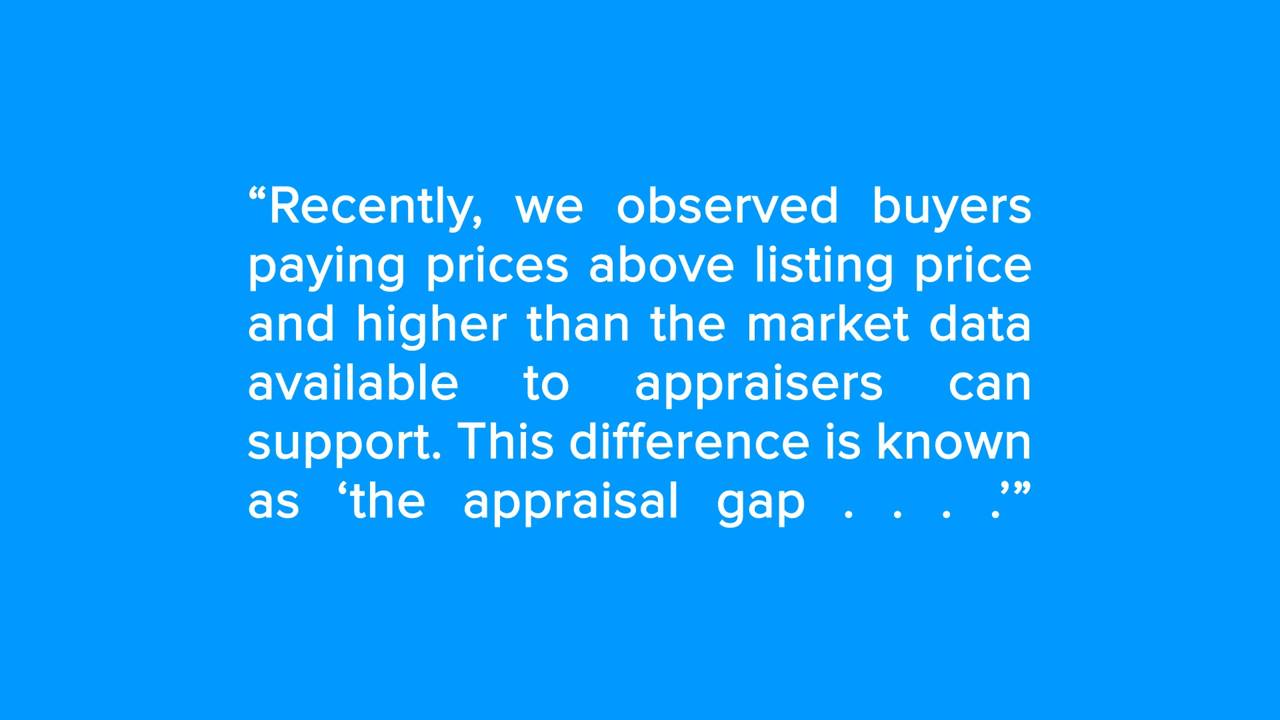 “Recently, we observed buyers
paying prices above listing price
and higher than the market data
available to appraisers can
support. This difference is known
as ‘the appraisal gap . . . .’”